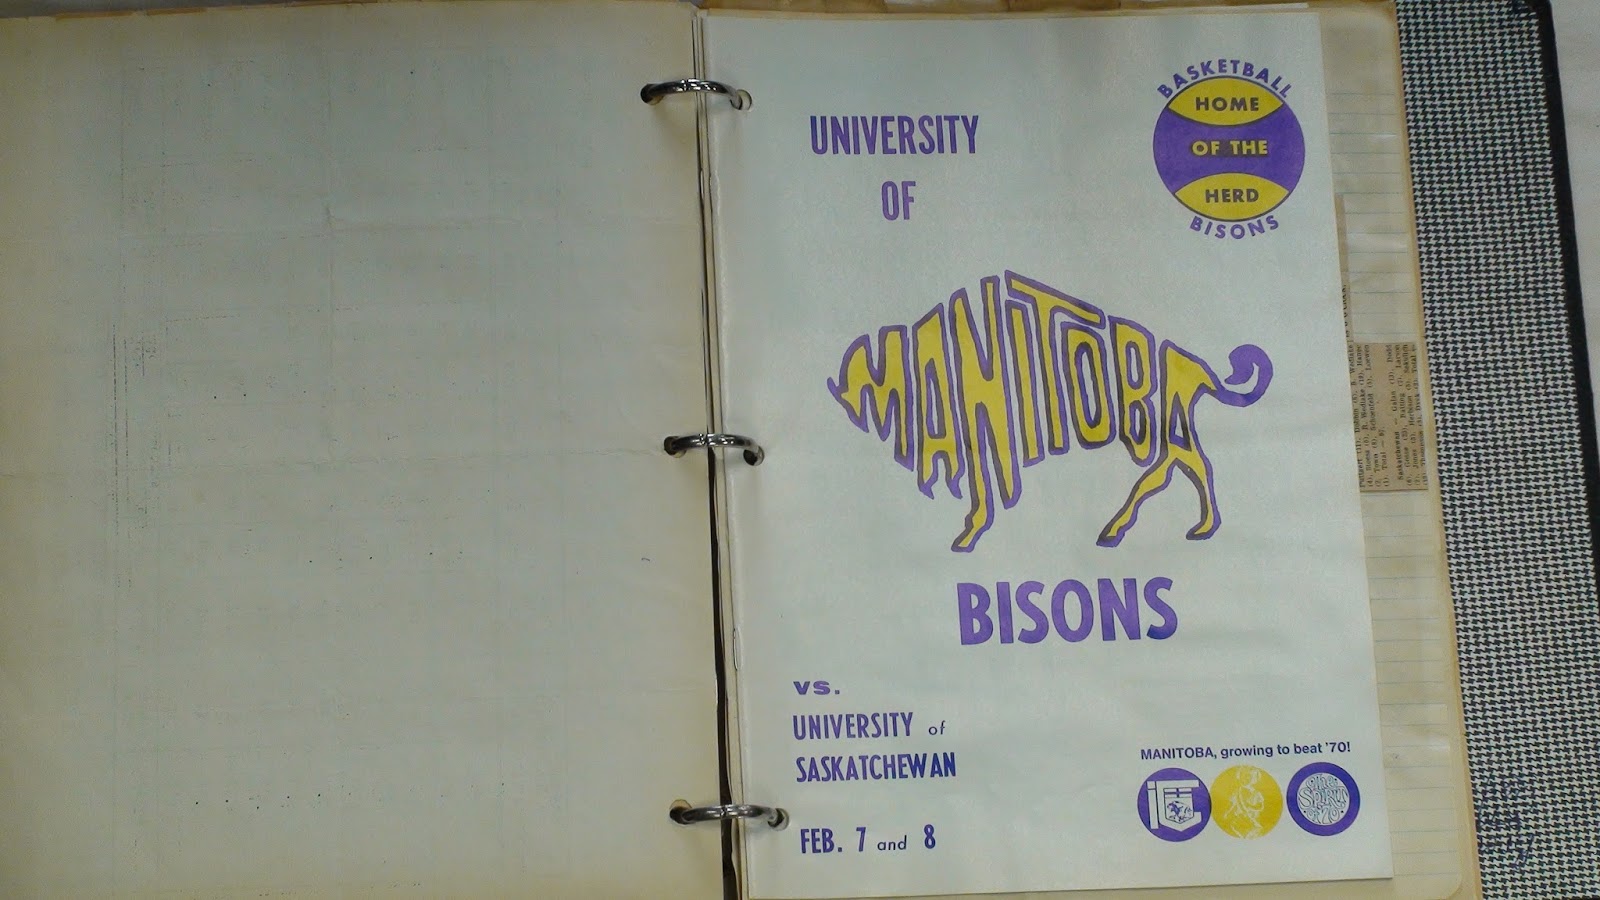 UNIVERSITY
OF
BASKETBALL
HOME
OF THE
HERD
BISONS
MANITOBA
BISONS
vs.
UNIVERSITY of
SASKATCHEWAN
FEB. 7 and 8
MANITOBA, growing to beat '70!